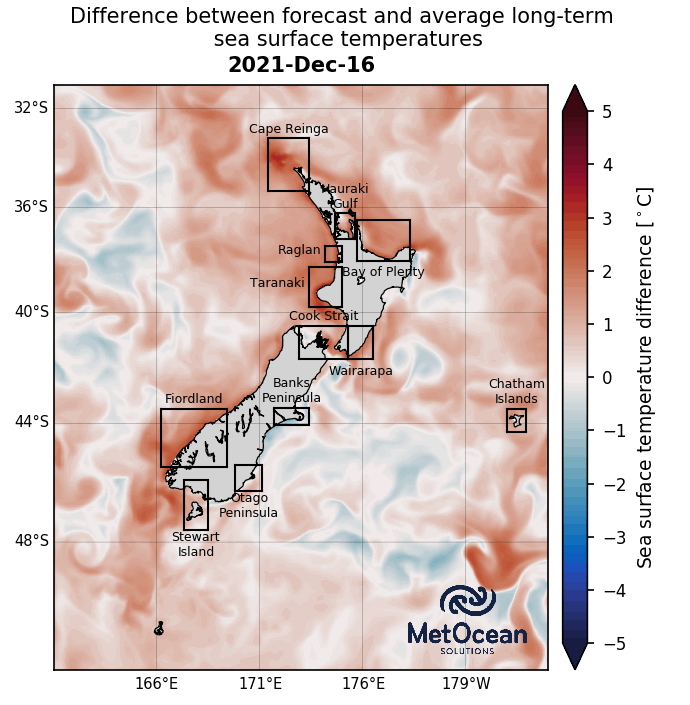 Difference between forecast and average long-term
sea surface temperatures
2021-Dec-16
32°S
36°S
40°S
44°S
48°S
166°E
171°E
176°E
179°W
Cape Reinga
Hauraki
Gulf
Raglan
Bay of Plenty
Taranaki
Cook Strait
Wairarapa
Banks
Peninsula
Fiordland
Chatham
Islands
Otago
Peninsula
Stewart
Island
MetOcean
SOLUTIONS
5
4
3
2
1
0
−1
−2
−3
−4
−5
Sea surface temperature difference [°C]